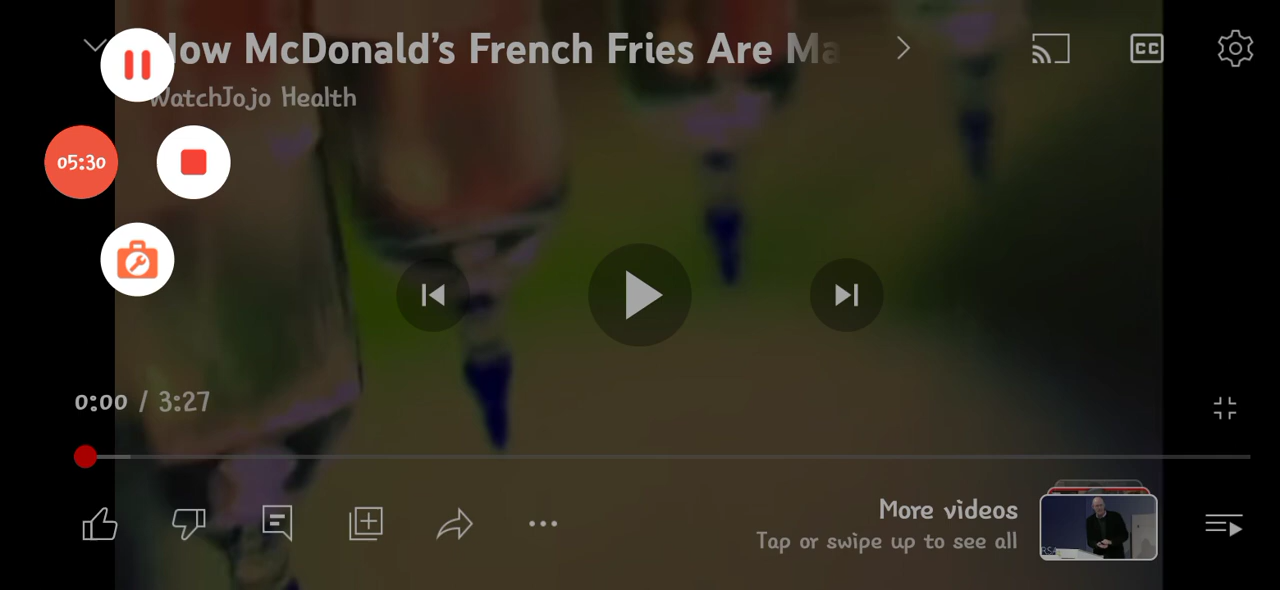 How McDonald's French Fries Are Ma
WatchJojo Health
05:30
CC
0:00 / 3:27
More videos
Tap or swipe up to see all